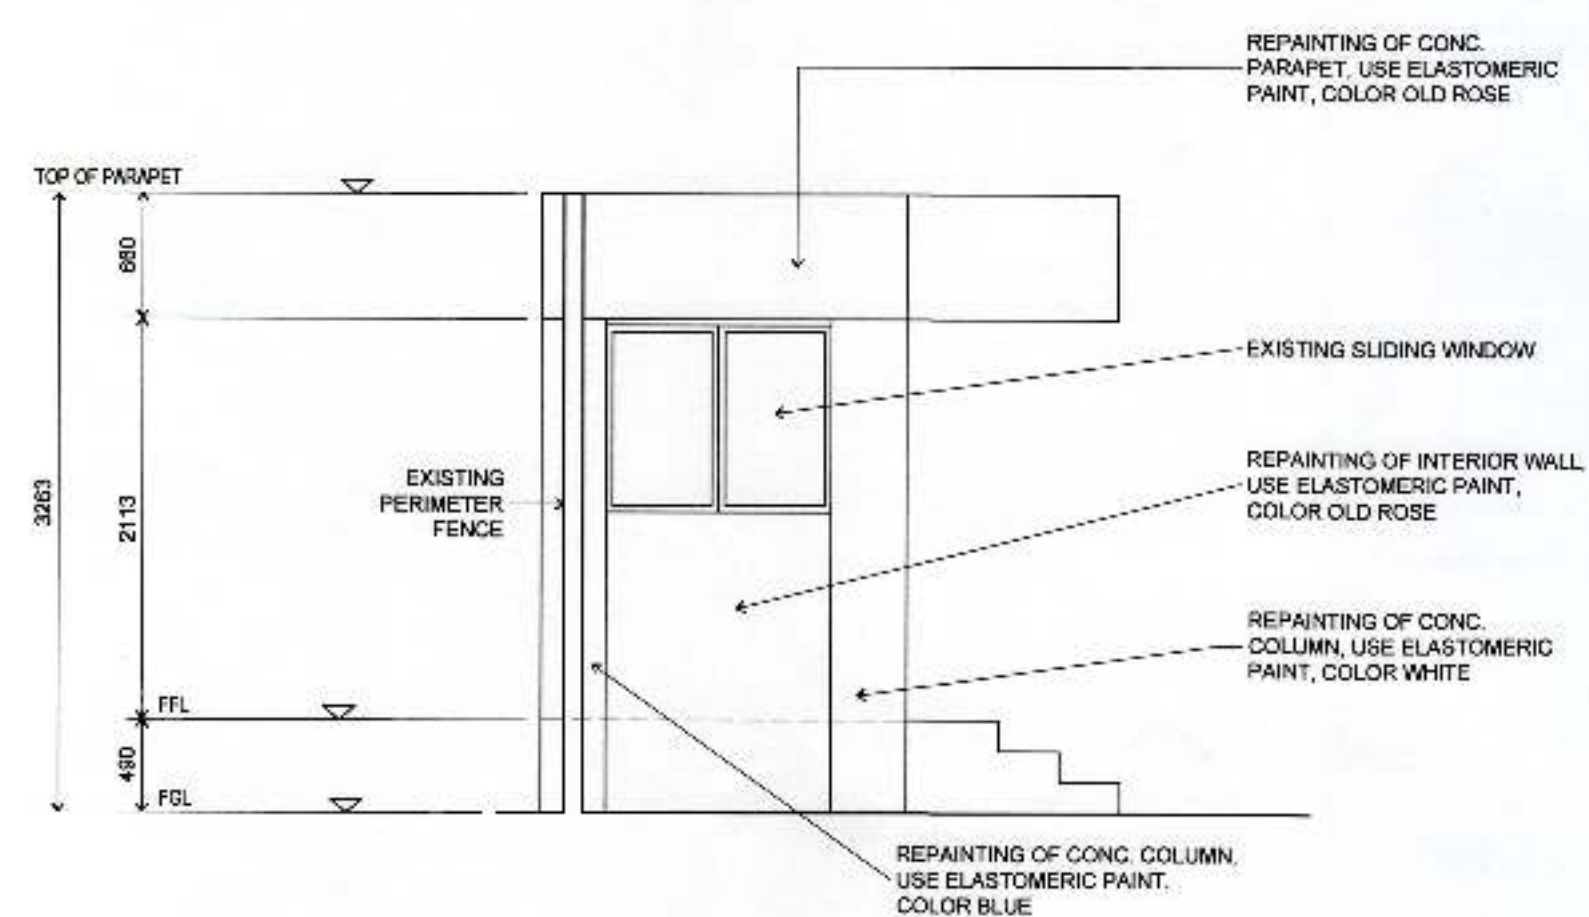 REPAINTING OF CONC.
PARAPET, USE ELASTOMERIC
PAINT, COLOR OLD ROSE
TOP OF PARAPET
660
EXISTING SLIDING WINDOW
3263
2113
EXISTING
PERIMETER
FENCE
REPAINTING OF INTERIOR WALL,
USE ELASTOMERIC PAINT,
COLOR OLD ROSE
REPAINTING OF CONC.
COLUMN, USE ELASTOMERIC
PAINT, COLOR WHITE
FFL
490
FGL
REPAINTING OF CONC. COLUMN,
USE ELASTOMERIC PAINT.
COLOR BLUE